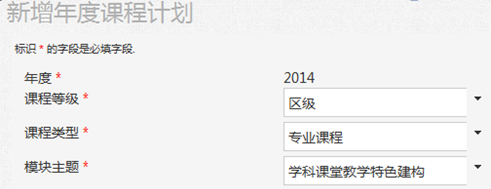 新增年度课程计划
标识 * 的字段是必填字段.
年度 * 2014
课程等级 * 区级
课程类型 * 专业课程
模块主题 * 学科课堂教学特色建构